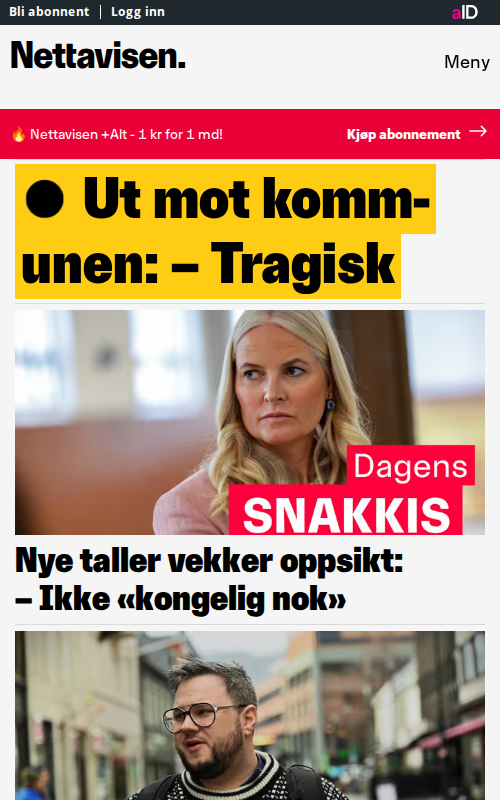 Bli abonnent | Logg inn
aID
Nettavisen.
Meny
🔥 Nettavisen +Alt - 1 kr for 1 md!
Kjøp abonnement →
● Ut mot komm-
unen: – Tragisk
Dagens
SNAKKIS
Nye taller vekker oppsikt:
– Ikke «kongelig nok»